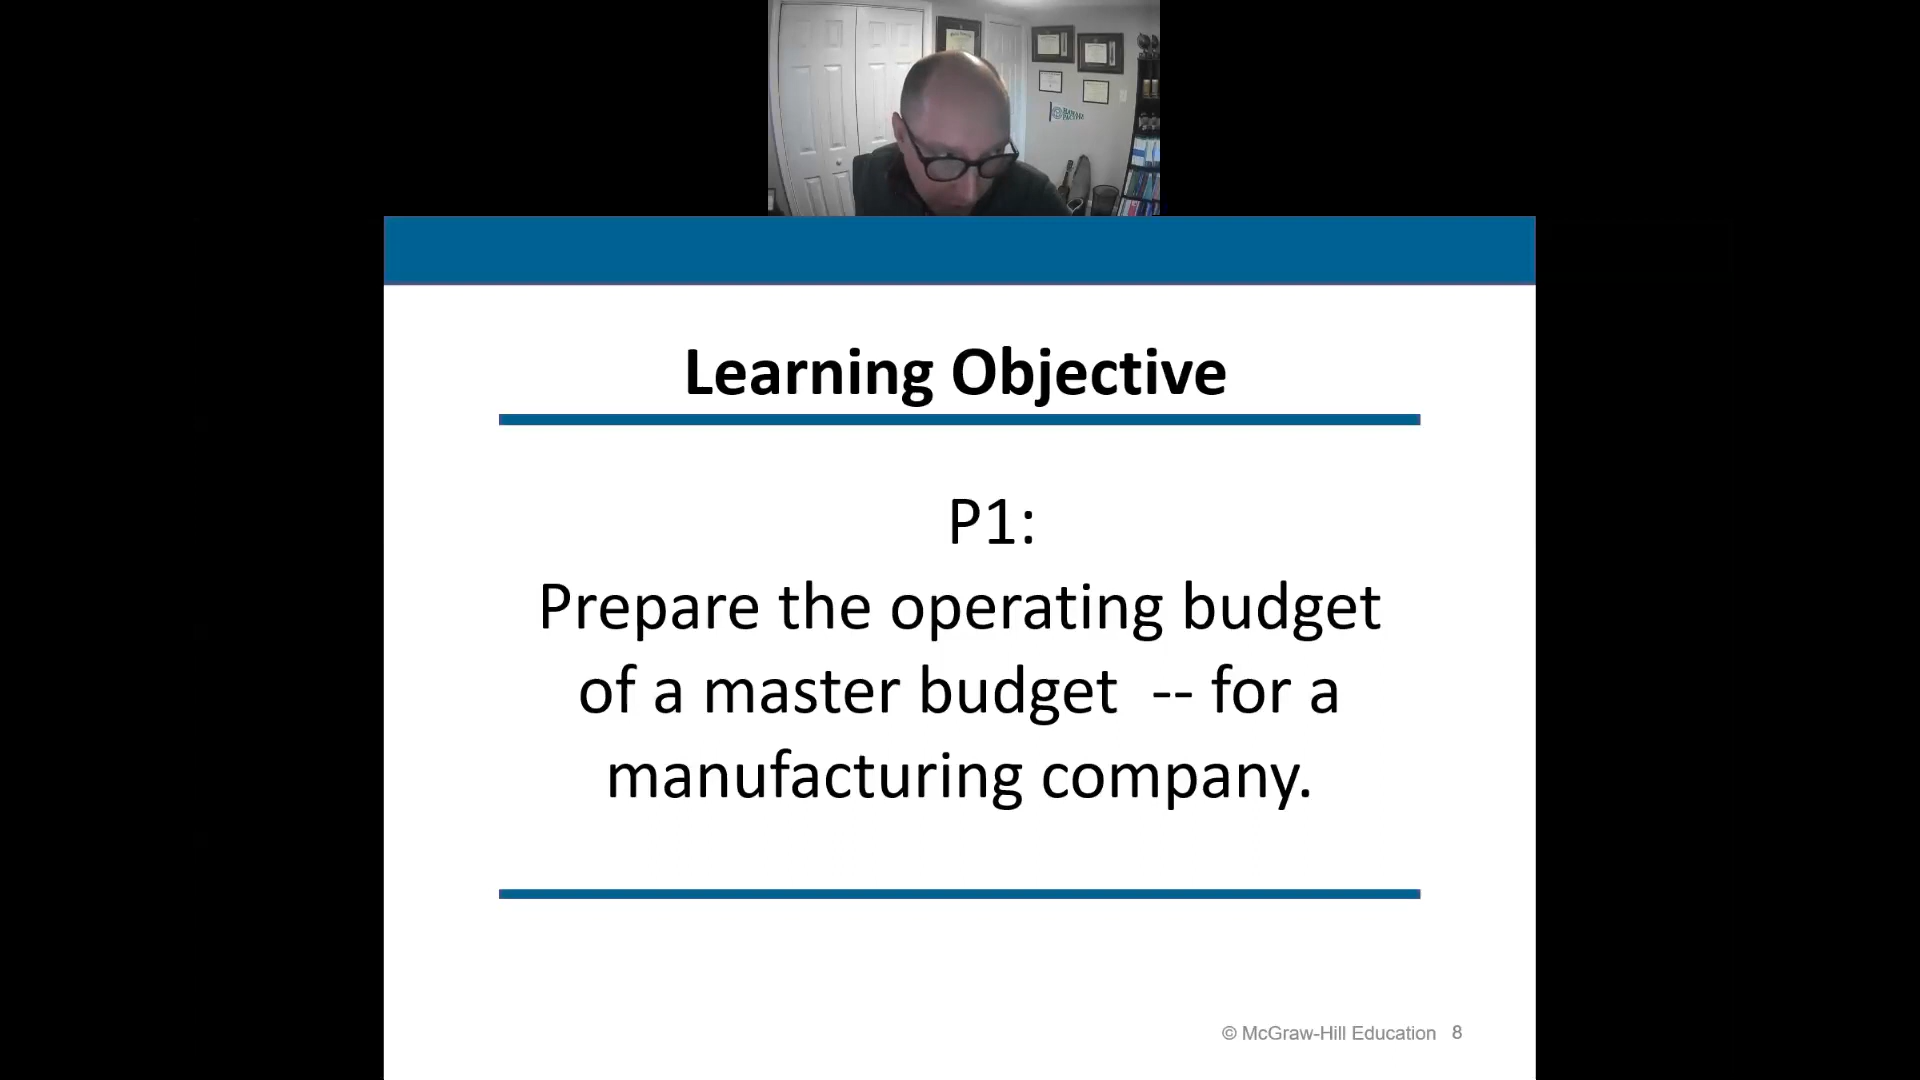 Learning Objective
P1:
Prepare the operating budget
of a master budget -- for a
manufacturing company.
© McGraw-Hill Education 8